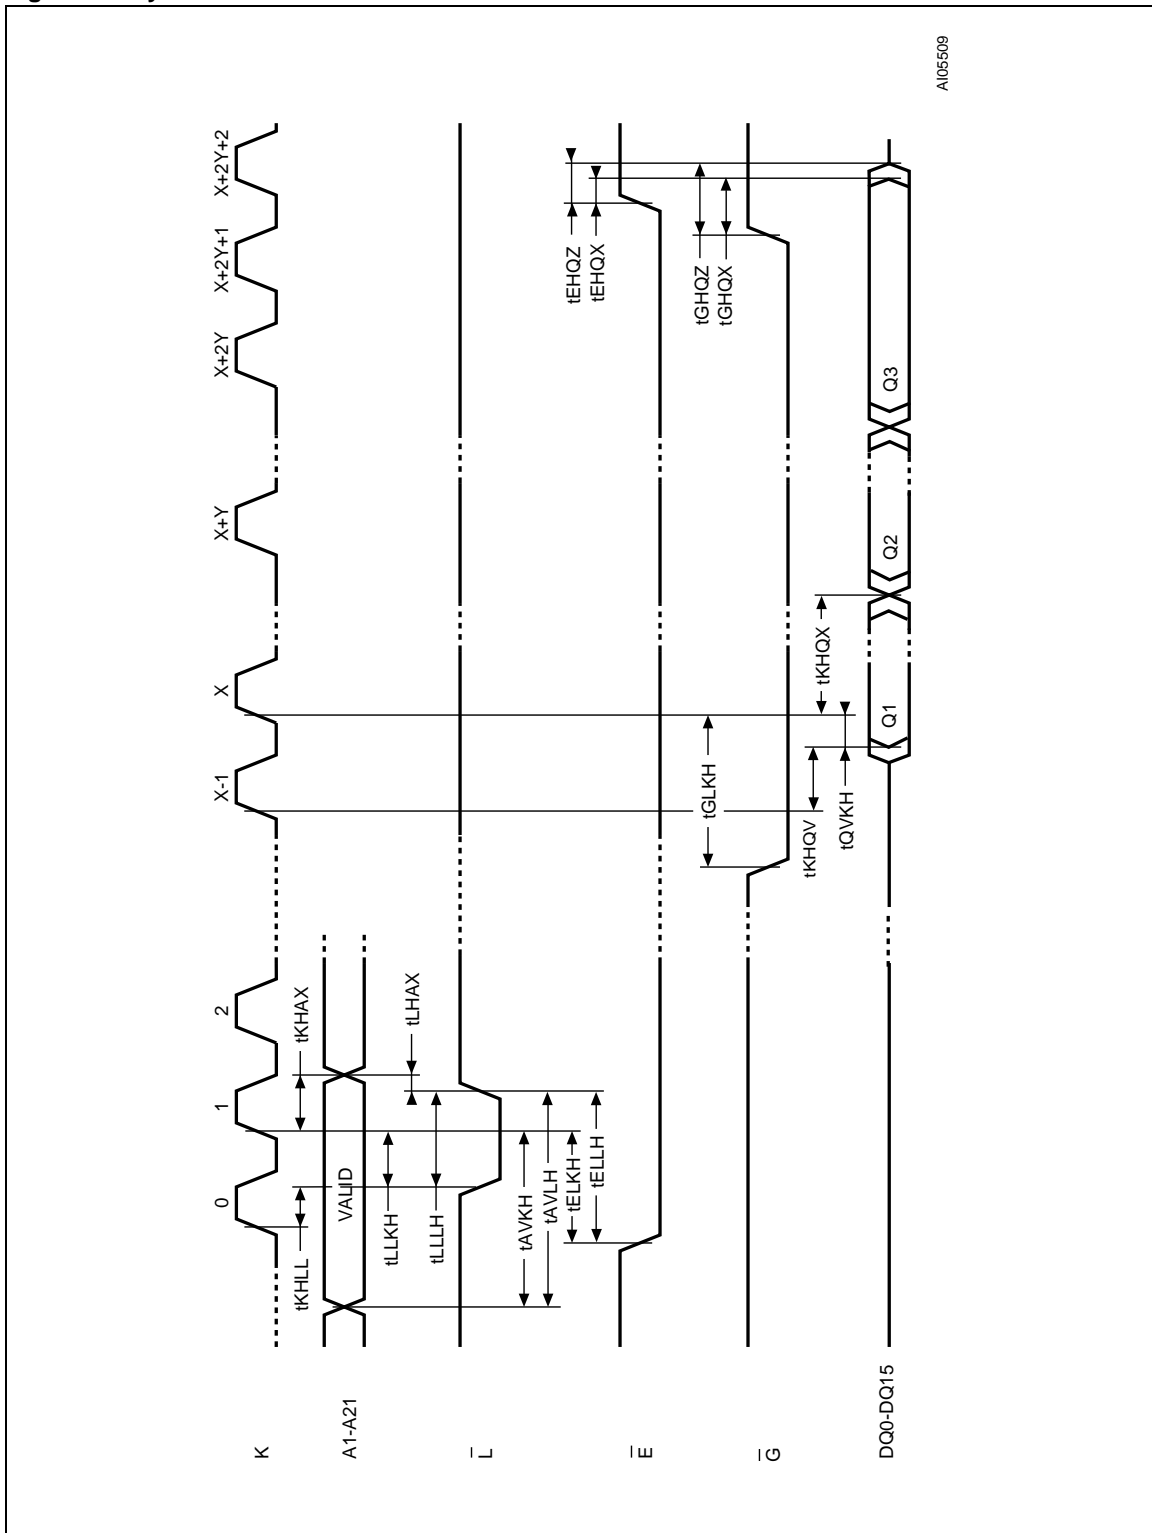 K
0 1 2 X-1 X X+Y X+2Y X+2Y+1 X+2Y+2
tKHLL
tKHAX
A1-A21
VALID
tLLKH
tLHAX
tLLLH
L̅
tAVKH
tAVLH
tELKH
tELLH
tEHQZ
tEHQX
E̅
tGLKH
tGHQZ
tGHQX
G̅
tKHQV
tKHQX
tQVKH
DQ0-DQ15
Q1 Q2 Q3
AI05509